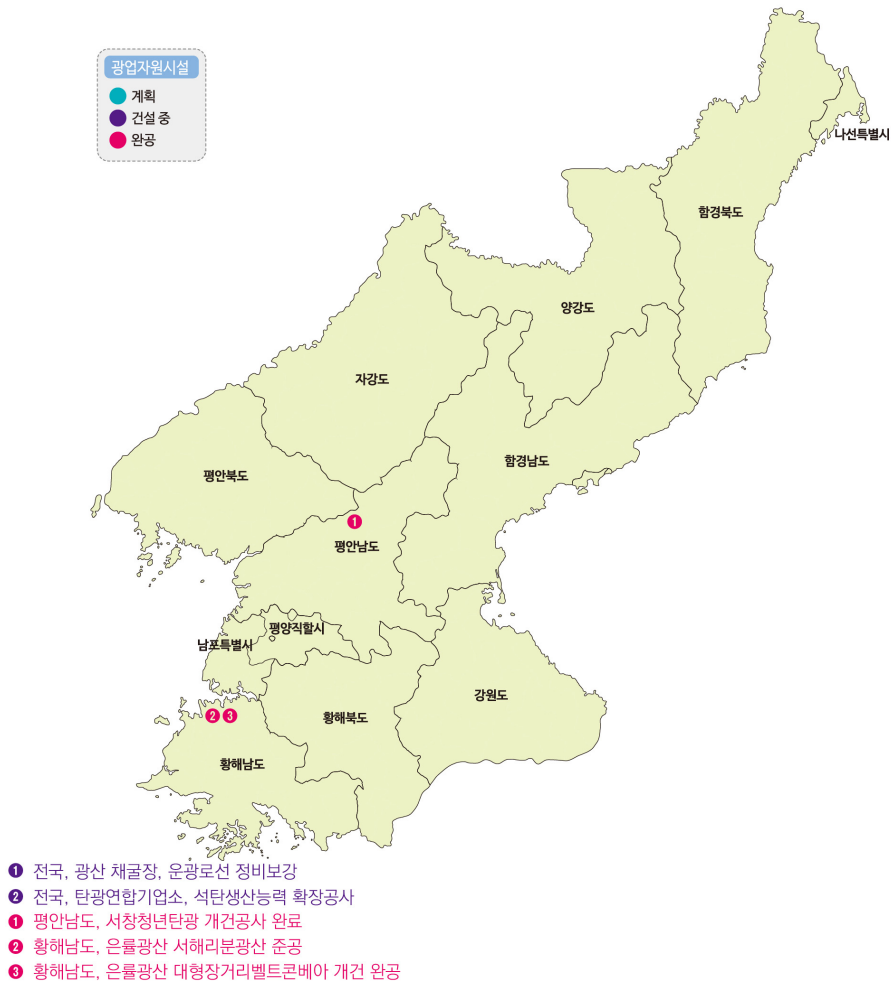 광업자원시설
계획
건설 중
완공
나선특별시
함경북도
양강도
자강도
함경남도
평안북도
1
평안남도
평양직할시
남포특별시
강원도
2 3
황해북도
황해남도
1 전국, 광산 채굴장, 운광로선 정비보강
2 전국, 탄광연합기업소, 석탄생산능력 확장공사
1 평안남도, 서창청년탄광 개건공사 완료
2 황해남도, 은률광산 서해리분광산 준공
3 황해남도, 은률광산 대형장거리벨트콘베아 개건 완공